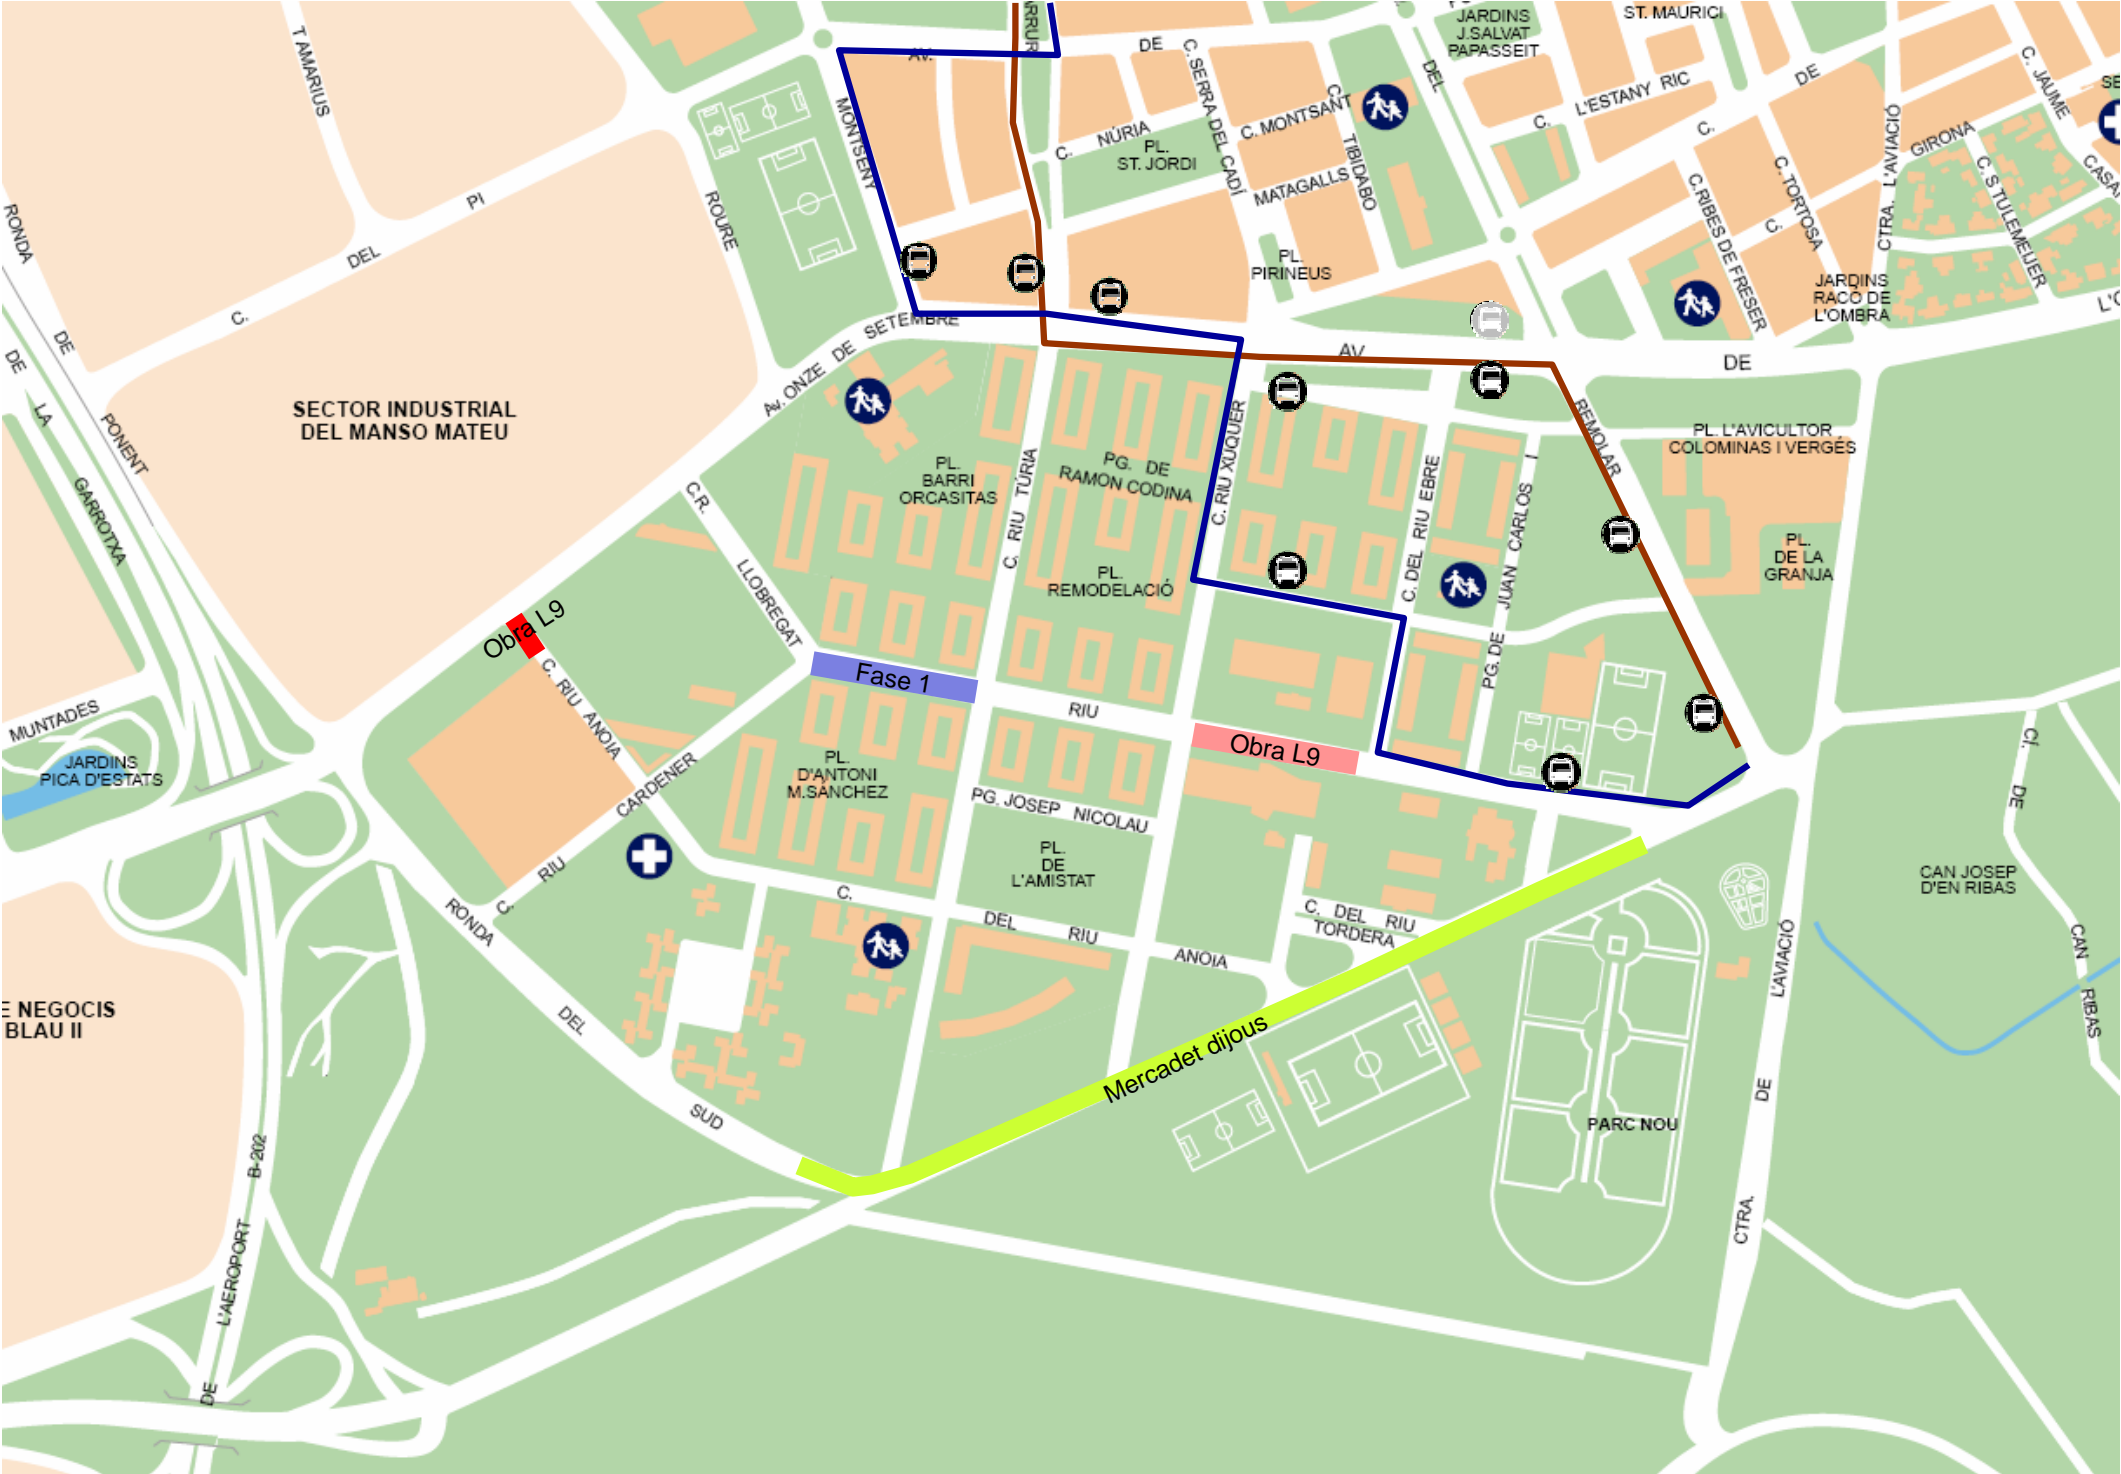 JARDINS
J.SALVAT
PAPASSEIT
ST. MAURICI
TAMARIUS
AV.
DE
C. SERRA DEL CADÍ
C. MONTSANT
C.
TIBIDABO
DEL
C. L'ESTANY RIC
DE
C.
C. JAUME
GIRONA
CTRA. L'AVIACIÓ
C. NÚRIA
PL.
ST. JORDI
MATAGALLS
MONTSENY
ROURE
C. DEL PI
RONDA
DE
PONENT
DE
LA
GARROTXA
C.RIBES DE FRESER
C. TORTOSA
C.
C. STULEMEIJER
PL.
PIRINEUS
JARDINS
RACÓ DE
L'OMBRA
Av. ONZE DE SETEMBRE
AV
DE
SECTOR INDUSTRIAL
DEL MANSO MATEU
REMOLAR
PL. L'AVICULTOR
COLOMINAS I VERGÉS
PL.
BARRI
ORCASITAS
PG. DE
RAMON CODINA
C. RIU TÚRIA
C. RIU XUQUER
C. DEL RIU EBRE
PG. DE JUAN CARLOS I
PL.
DE LA
GRANJA
C.R.
LLOBREGAT
PL.
REMODELACIÓ
Obra L9
C. RIU ANOIA
Fase 1
RIU
Obra L9
MUNTADES
JARDINS
PICA D'ESTATS
PL.
D'ANTONI
M.SÁNCHEZ
PG. JOSEP NICOLAU
C. RIU CARDENER
PL.
DE
L'AMISTAT
C.
DEL
RIU
ANOIA
C. DEL RIU
TORDERA
CAN JOSEP
D'EN RIBAS
C/. DE
CAN
RIBAS
RONDA
DEL
SUD
Mercadet dijous
E NEGOCIS
BLAU II
PARC NOU
CTRA.
DE
L'AVIACIÓ
B-202
DE
L'AEROPORT